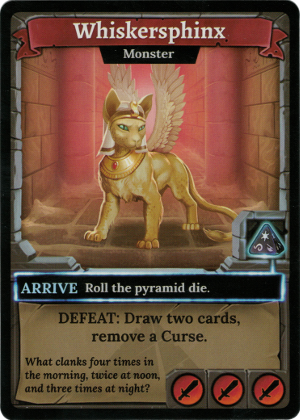 Whiskersphinx
Monster
ARRIVE Roll the pyramid die.
DEFEAT: Draw two cards,
remove a Curse.
What clanks four times in
the morning, twice at noon,
and three times at night?